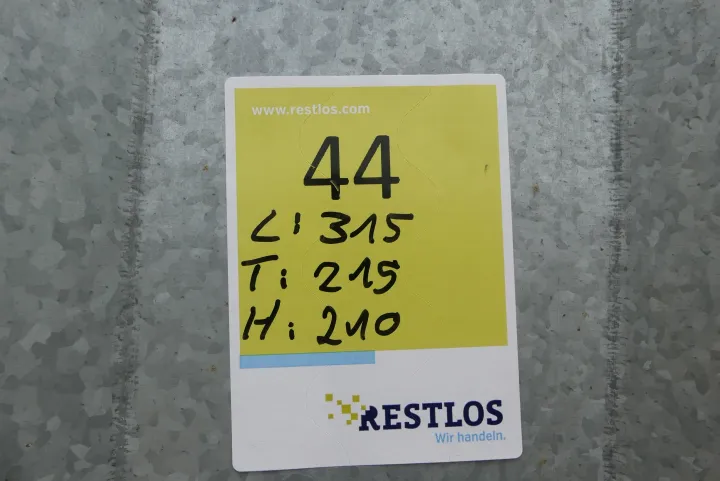 www.restlos.com
44
L: 315
T: 215
H: 210
RESTLOS
Wir handeln.